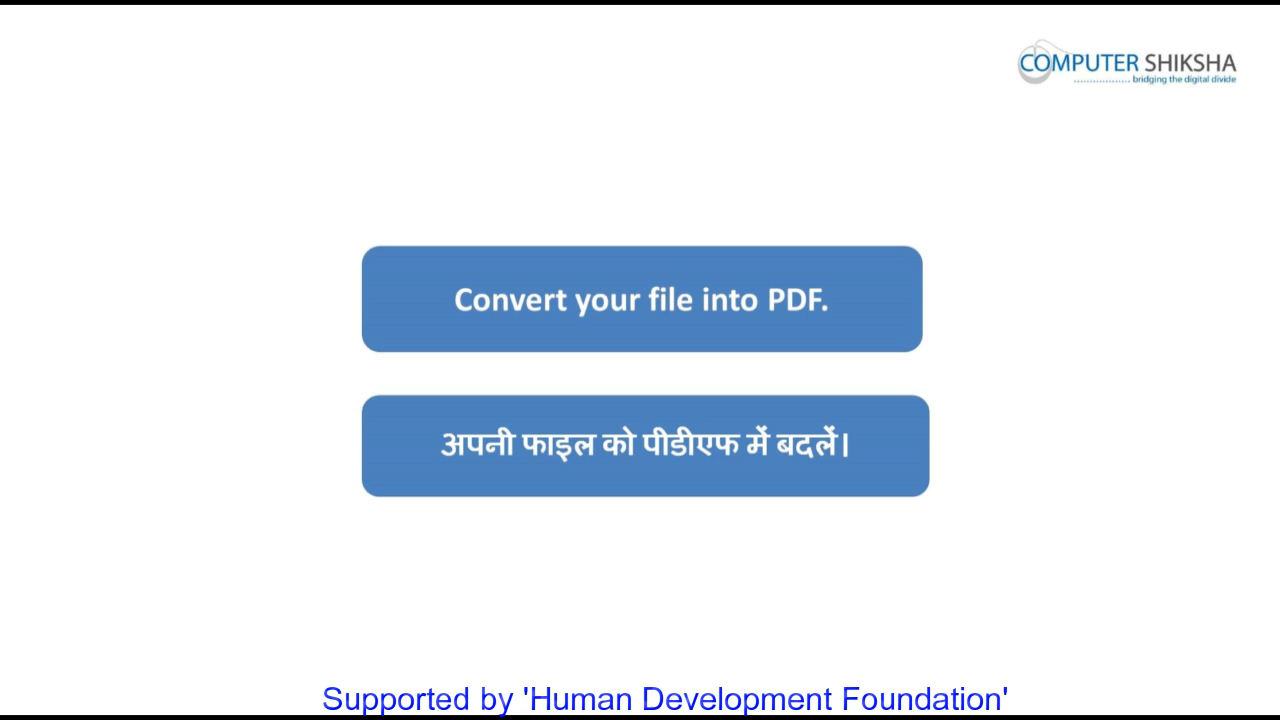 COMPUTER SHIKSHA
bridging the digital divide
Convert your file into PDF.
अपनी फाइल को पीडीएफ में बदलें।
Supported by 'Human Development Foundation'